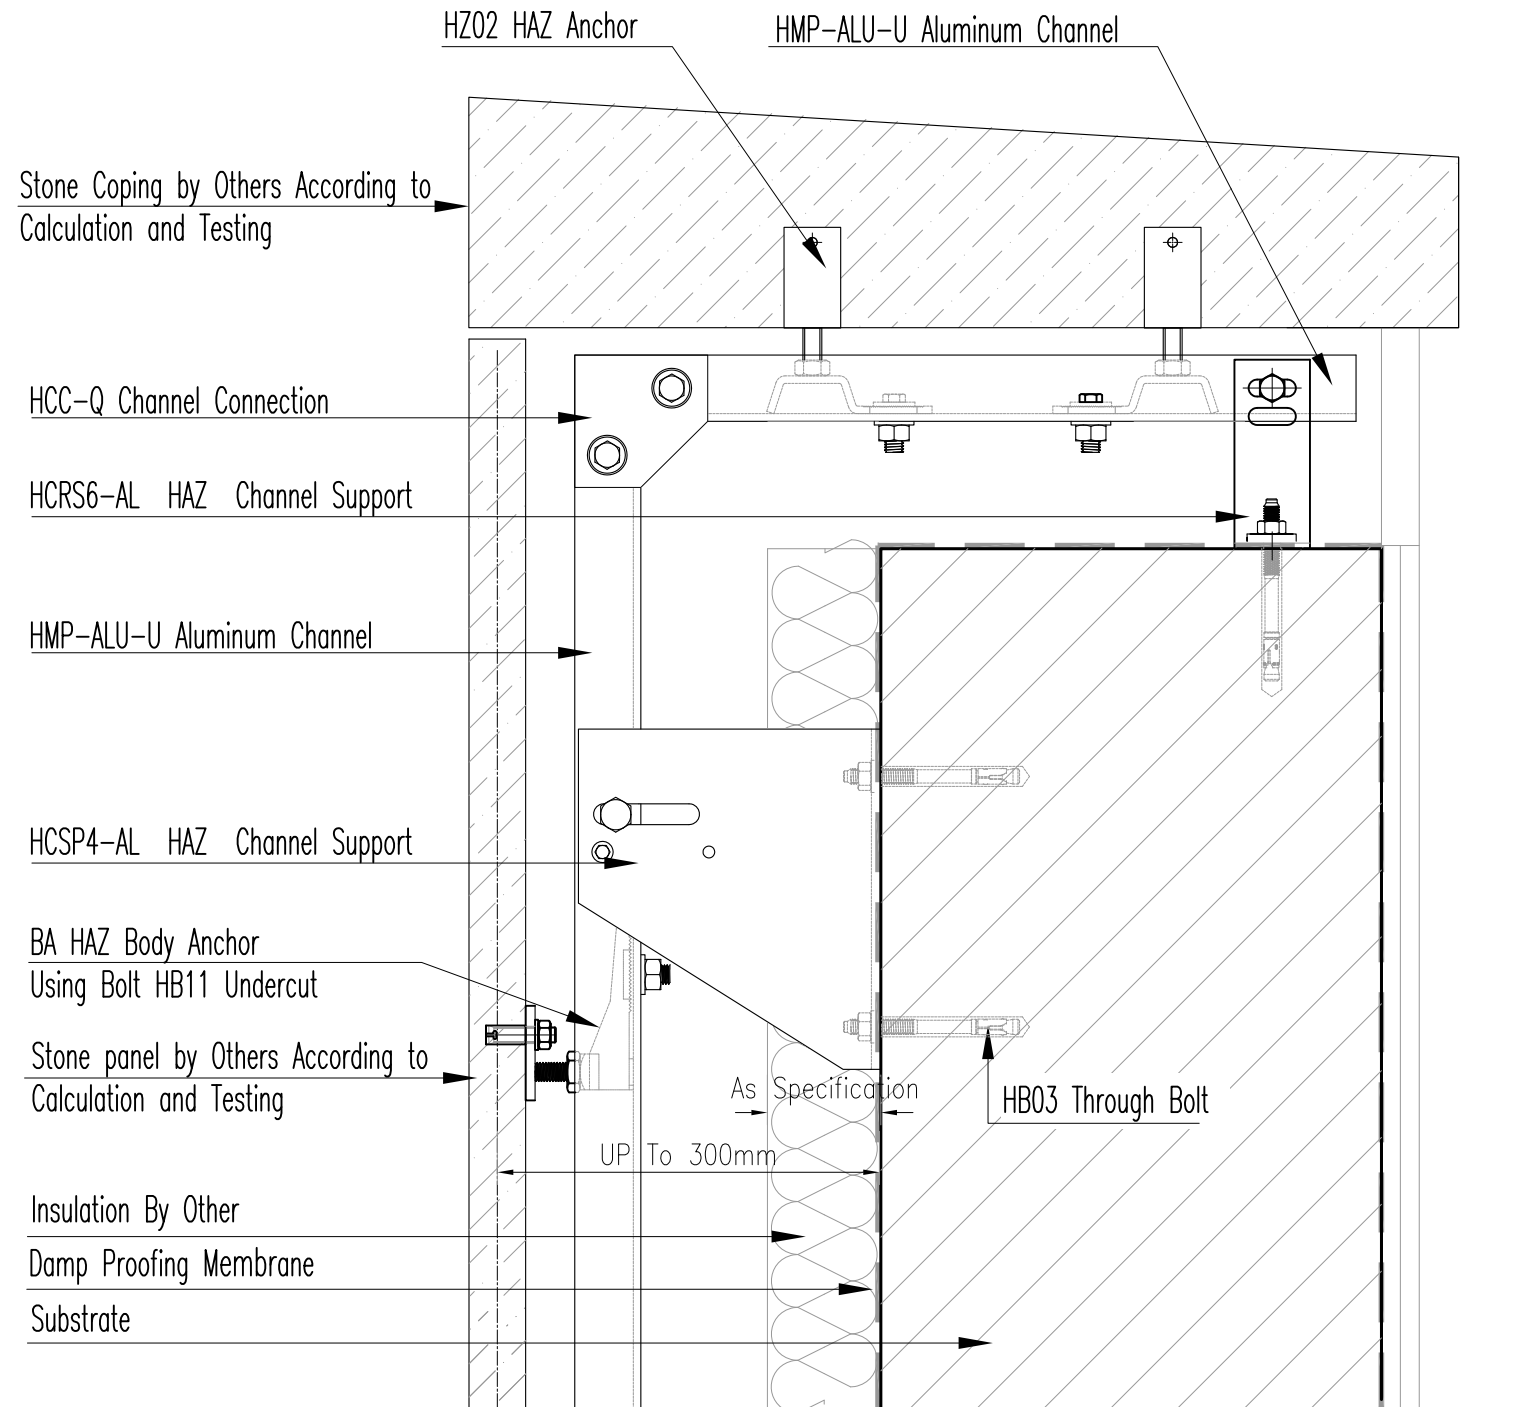 HZ02 HAZ Anchor
HMP-ALU-U Aluminum Channel
Stone Coping by Others According to
Calculation and Testing
HCC-Q Channel Connection
HCRS6-AL HAZ Channel Support
HMP-ALU-U Aluminum Channel
HCSP4-AL HAZ Channel Support
BA HAZ Body Anchor
Using Bolt HB11 Undercut
Stone panel by Others According to
Calculation and Testing
As Specification
HB03 Through Bolt
UP To 300mm
Insulation By Other
Damp Proofing Membrane
Substrate